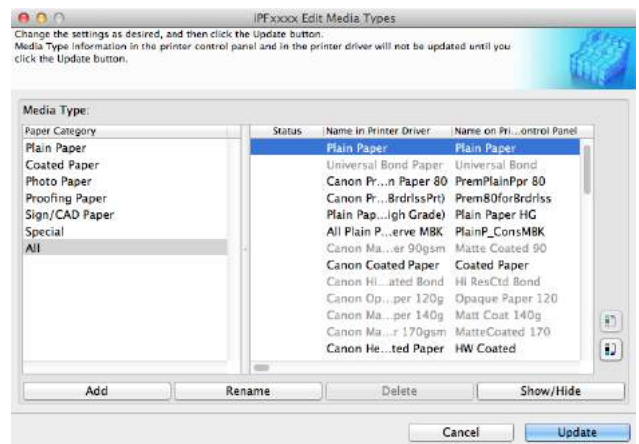 iPFxxxx Edit Media Types
Change the settings as desired, and then click the Update button.
Media Type Information in the printer control panel and in the printer driver will not be updated until you
click the Update button.
Media Type:
Paper Category
Plain Paper
Coated Paper
Photo Paper
Proofing Paper
Sign/CAD Paper
Special
All
Status Name in Printer Driver Name on Pri...ontrol Panel
Plain Paper Plain Paper
Universal Bond Paper Universal Bond
Canon Pr...n Paper 80 PremPlainPpr 80
Canon Pr...BrdrlssPrt) Prem80forBrdrlss
Plain Pap...igh Grade) Plain Paper HG
All Plain P...erve MBK PlainP_ConsMBK
Canon Ma...er 90gsm Matte Coated 90
Canon Coated Paper Coated Paper
Canon Hi...ated Bond Hi ResCtd Bond
Canon Op...per 120g Opaque Paper 120
Canon Ma...per 140g Matt Coat 140g
Canon Ma...r 170gsm MatteCoated 170
Canon He...ted Paper HW Coated
Add Rename Delete Show/Hide
Cancel Update